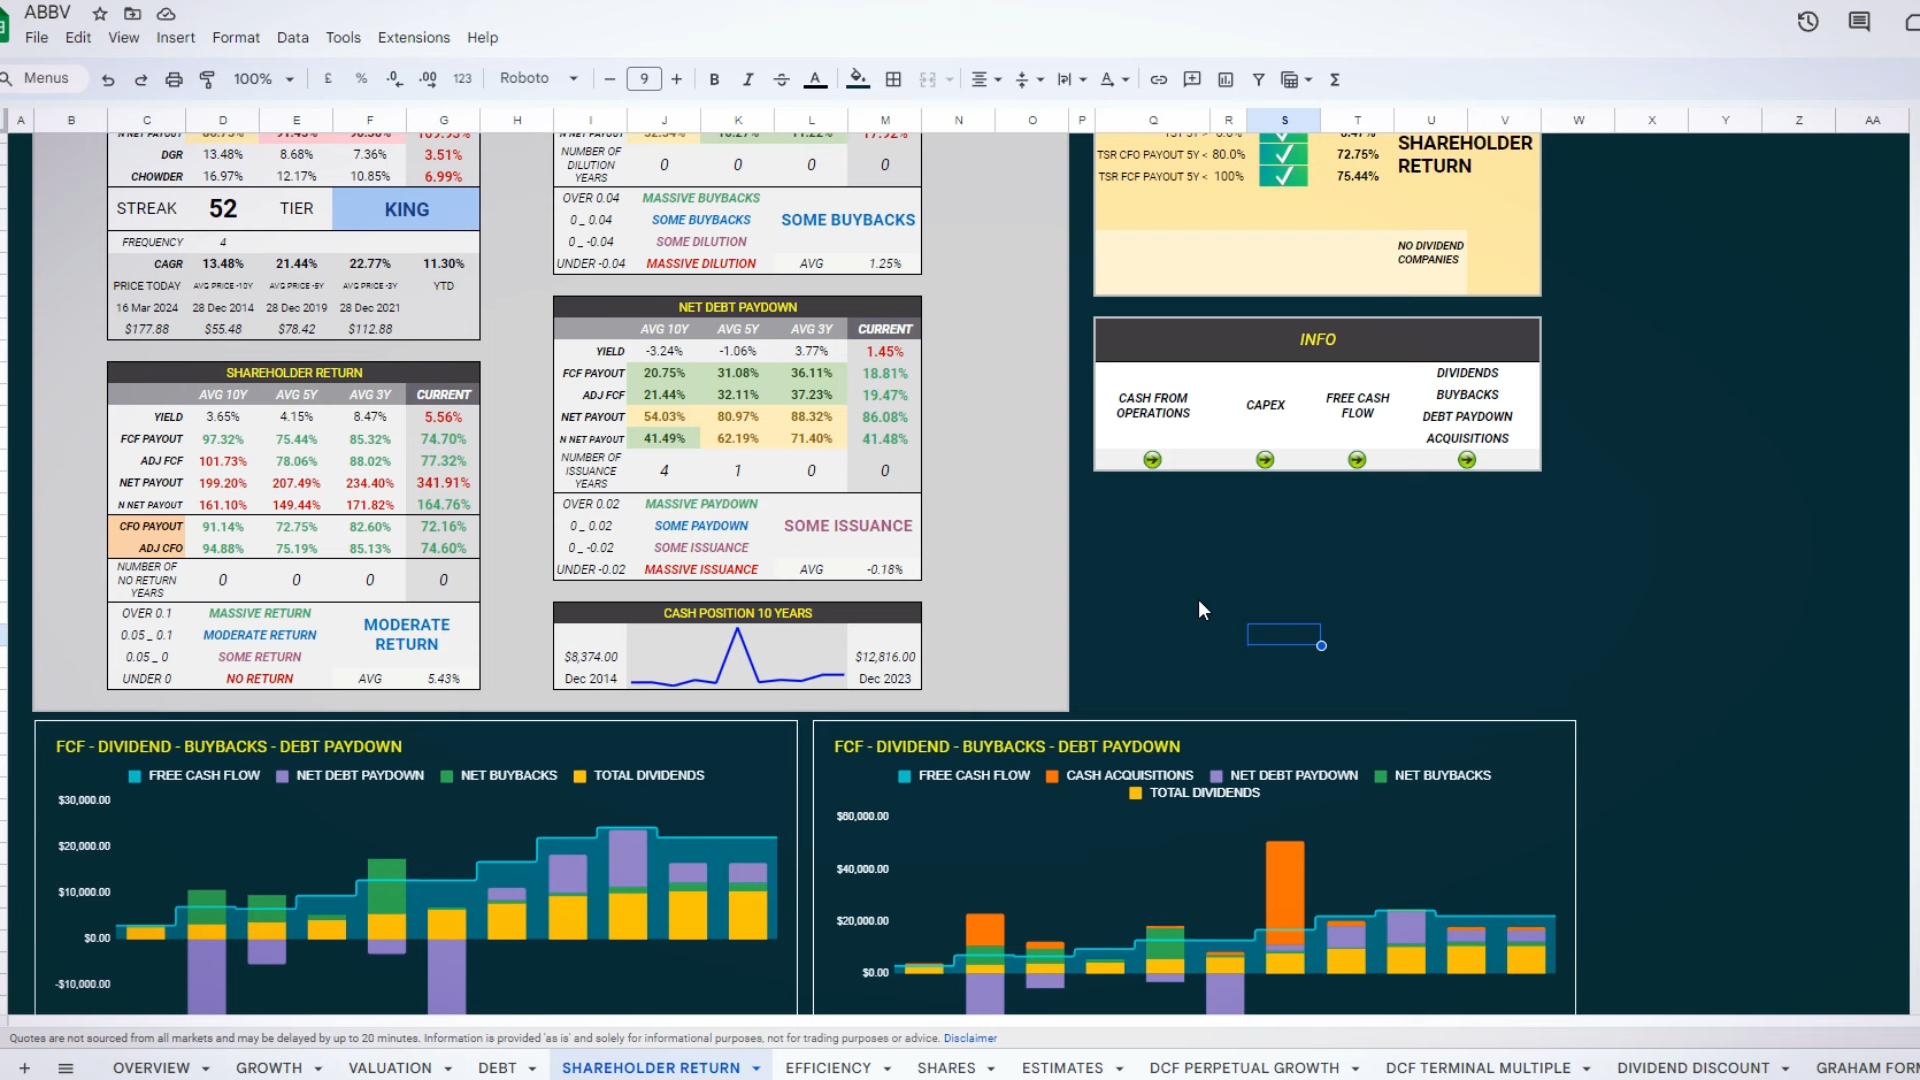 ABBV
File Edit View Insert Format Data Tools Extensions Help
Menus 100% £ % .0 .00 123 Roboto 9
A B C D E F G H I J K L M N O P Q R S T U V W X Y Z AA
DGR 13.48% 8.68% 7.36% 3.51%
CHOWDER 16.97% 12.17% 10.85% 6.99%
STREAK 52 TIER KING
FREQUENCY 4
CAGR 13.48% 21.44% 22.77% 11.30%
PRICE TODAY AVG PRICE -10Y AVG PRICE -5Y AVG PRICE -3Y YTD
16 Mar 2024 28 Dec 2014 28 Dec 2019 28 Dec 2021
$177.88 $55.48 $78.42 $112.88
SHAREHOLDER RETURN
AVG 10Y AVG 5Y AVG 3Y CURRENT
YIELD 3.65% 4.15% 8.47% 5.56%
FCF PAYOUT 97.32% 75.44% 85.32% 74.70%
ADJ FCF 101.73% 78.06% 88.02% 77.32%
NET PAYOUT 199.20% 207.49% 234.40% 341.91%
N NET PAYOUT 161.10% 149.44% 171.82% 164.76%
CFO PAYOUT 91.14% 72.75% 82.60% 72.16%
ADJ CFO 94.88% 75.19% 85.13% 74.60%
NUMBER OF
NO RETURN
YEARS
0 0 0 0
OVER 0.1 MASSIVE RETURN
0.05 _ 0.1 MODERATE RETURN
0.05 _ 0 SOME RETURN
UNDER 0 NO RETURN
MODERATE
RETURN
AVG 5.43%
NUMBER OF
DILUTION
YEARS
0 0 0 0
OVER 0.04 MASSIVE BUYBACKS
0 _ 0.04 SOME BUYBACKS
0 _ -0.04 SOME DILUTION
UNDER -0.04 MASSIVE DILUTION
SOME BUYBACKS
AVG 1.25%
NET DEBT PAYDOWN
AVG 10Y AVG 5Y AVG 3Y CURRENT
YIELD -3.24% -1.06% 3.77% 1.45%
FCF PAYOUT 20.75% 31.08% 36.11% 18.81%
ADJ FCF 21.44% 32.11% 37.23% 19.47%
NET PAYOUT 54.03% 80.97% 88.32% 86.08%
N NET PAYOUT 41.49% 62.19% 71.40% 41.48%
NUMBER OF
ISSUANCE
YEARS
4 1 0 0
OVER 0.02 MASSIVE PAYDOWN
0 _ 0.02 SOME PAYDOWN
0 _ -0.02 SOME ISSUANCE
UNDER -0.02 MASSIVE ISSUANCE
SOME ISSUANCE
AVG -0.18%
CASH POSITION 10 YEARS
$8,374.00 $12,816.00
Dec 2014 Dec 2023
TSR CFO PAYOUT 5Y < 80.0% 72.75%
TSR FCF PAYOUT 5Y < 100% 75.44%
SHAREHOLDER
RETURN
NO DIVIDEND
COMPANIES
INFO
CASH FROM
OPERATIONS
CAPEX
FREE CASH
FLOW
DIVIDENDS
BUYBACKS
DEBT PAYDOWN
ACQUISITIONS
FCF - DIVIDEND - BUYBACKS - DEBT PAYDOWN
FREE CASH FLOW NET DEBT PAYDOWN NET BUYBACKS TOTAL DIVIDENDS
$30,000.00
$20,000.00
$10,000.00
$0.00
-$10,000.00
FCF - DIVIDEND - BUYBACKS - DEBT PAYDOWN
FREE CASH FLOW CASH ACQUISITIONS NET DEBT PAYDOWN NET BUYBACKS
TOTAL DIVIDENDS
$60,000.00
$40,000.00
$20,000.00
$0.00
Quotes are not sourced from all markets and may be delayed by up to 20 minutes. Information is provided 'as is' and solely for informational purposes, not for trading purposes or advice. Disclaimer
OVERVIEW GROWTH VALUATION DEBT SHAREHOLDER RETURN EFFICIENCY SHARES ESTIMATES DCF PERPETUAL GROWTH DCF TERMINAL MULTIPLE DIVIDEND DISCOUNT GRAHAM FORM